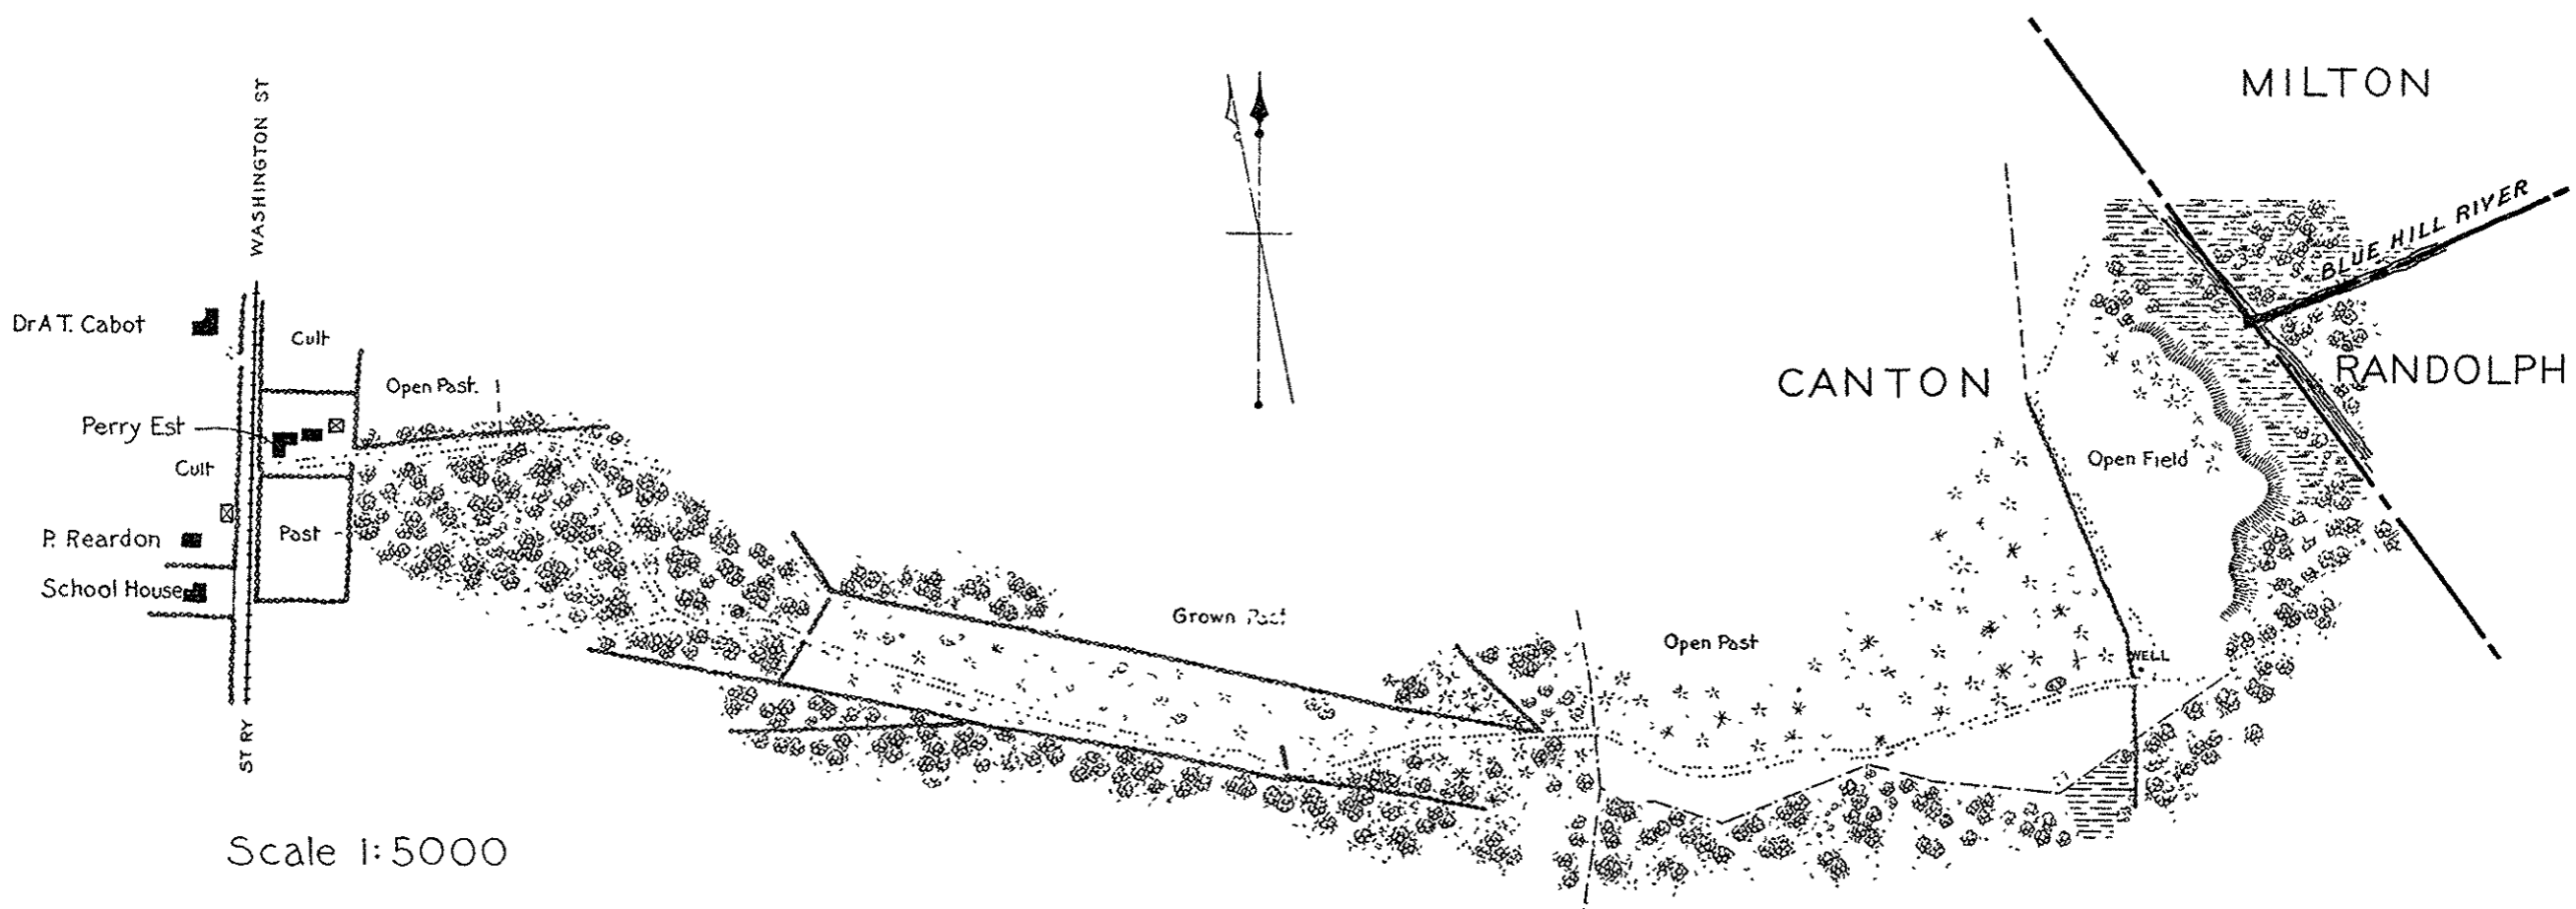 MILTON
WASHINGTON ST
BLUE HILL RIVER
Dr A T. Cabot
Cult
RANDOLPH
CANTON
Open Past.
Perry Est
Cult
Open Field
Past
P. Reardon
School House
Grown Past
Open Past
WELL
ST RY
Scale 1:5000